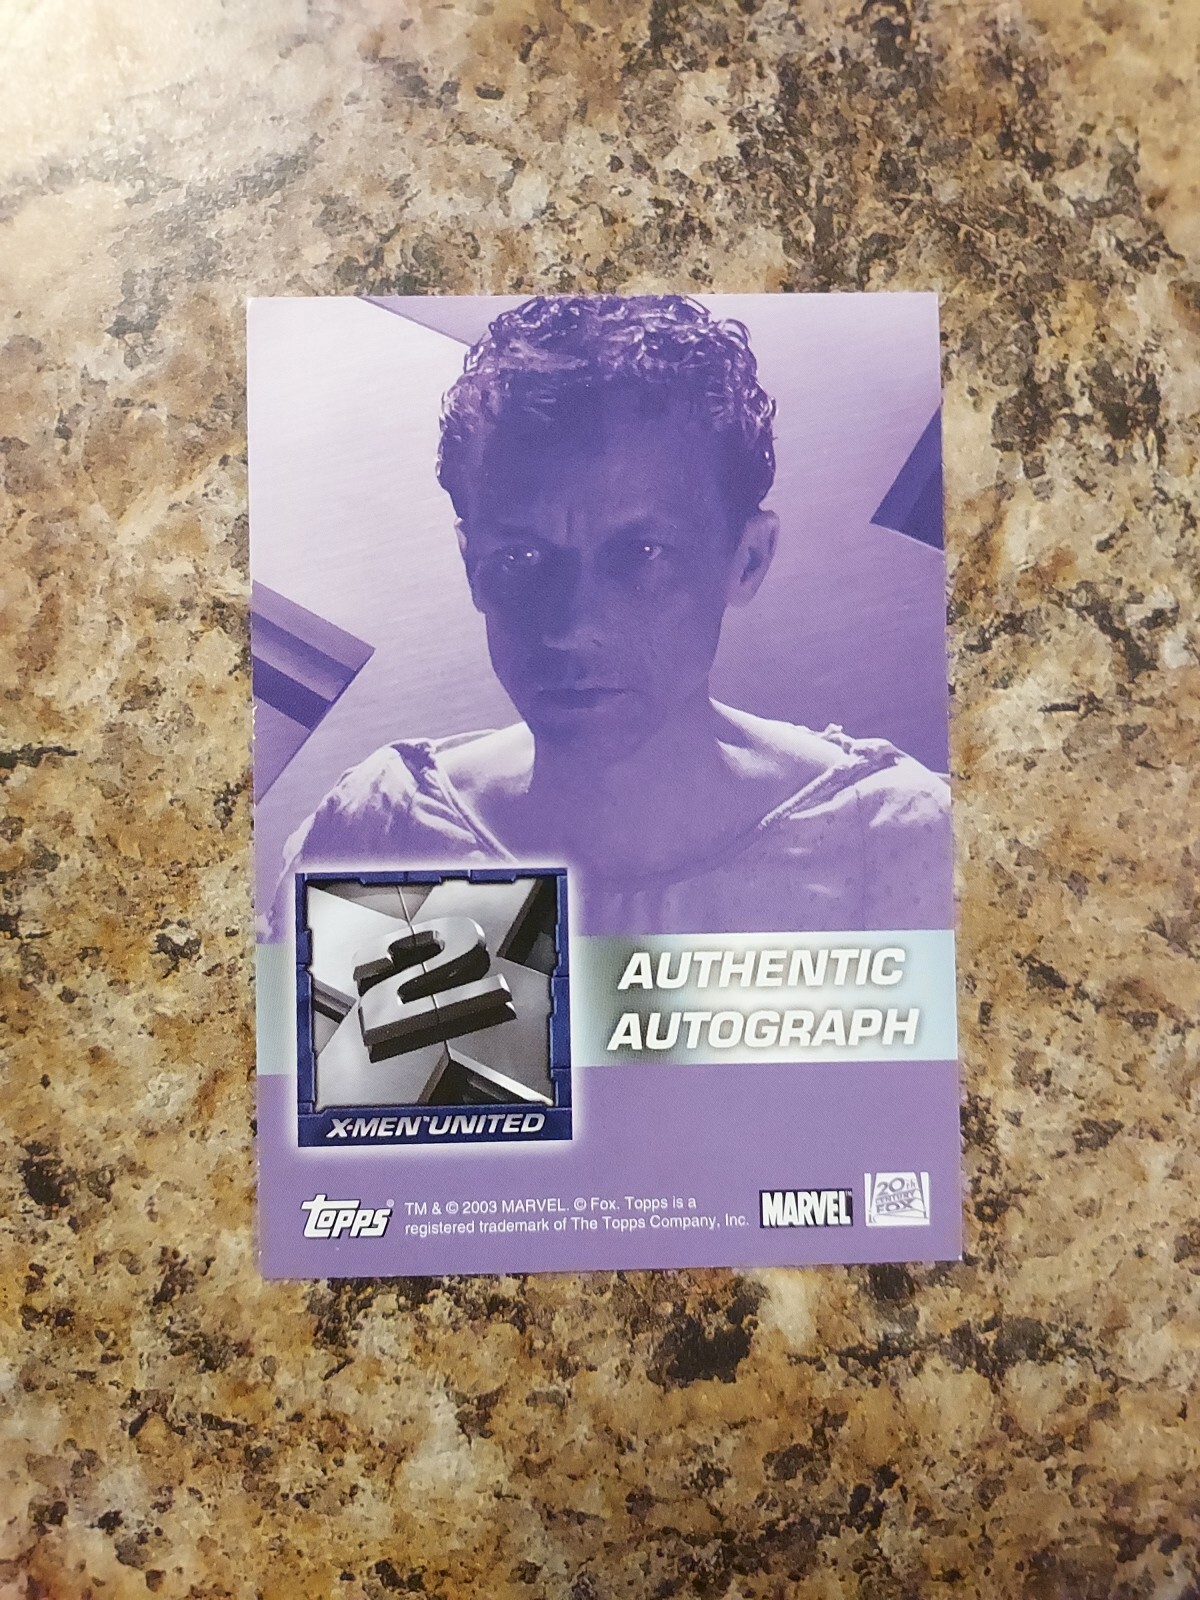 2
X-MEN UNITED
AUTHENTIC
AUTOGRAPH
Topps® TM & © 2003 MARVEL. © Fox. Topps is a
registered trademark of The Topps Company, Inc.
MARVEL
20th
CENTURY
FOX